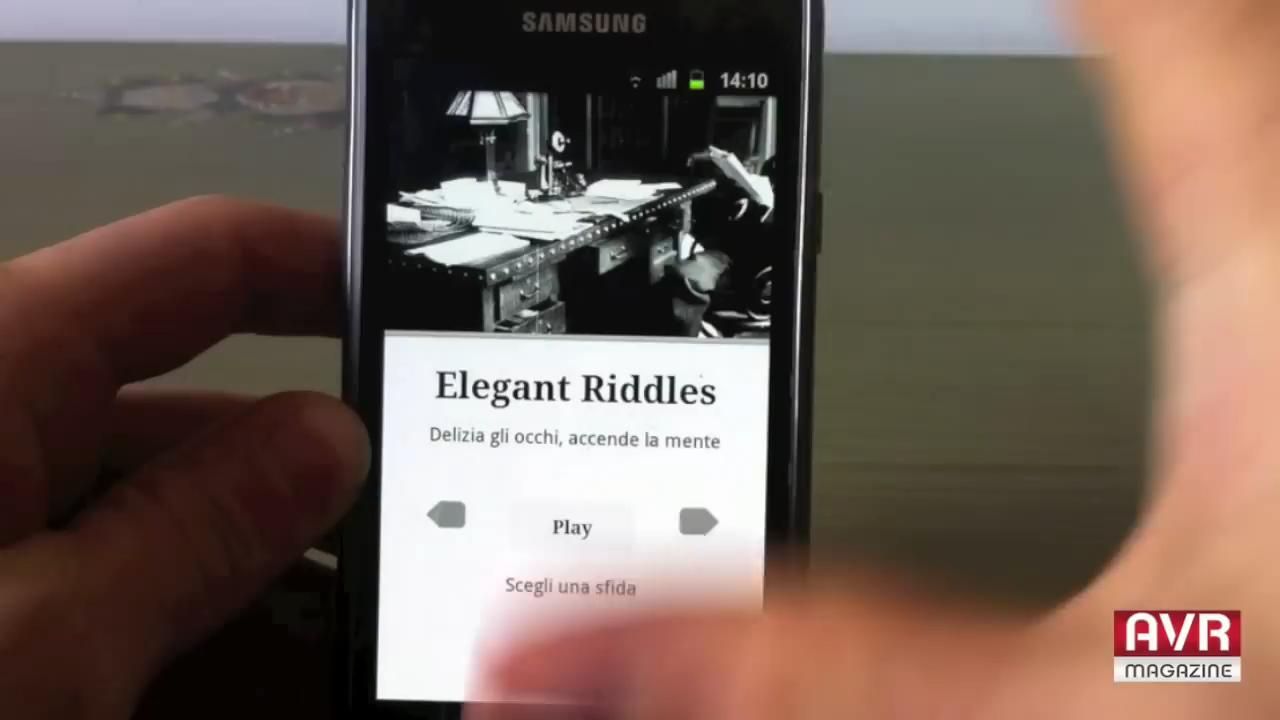 SAMSUNG
14:10
Elegant Riddles
Delizia gli occhi, accende la mente
Play
Scegli una sfida
AVR
MAGAZINE